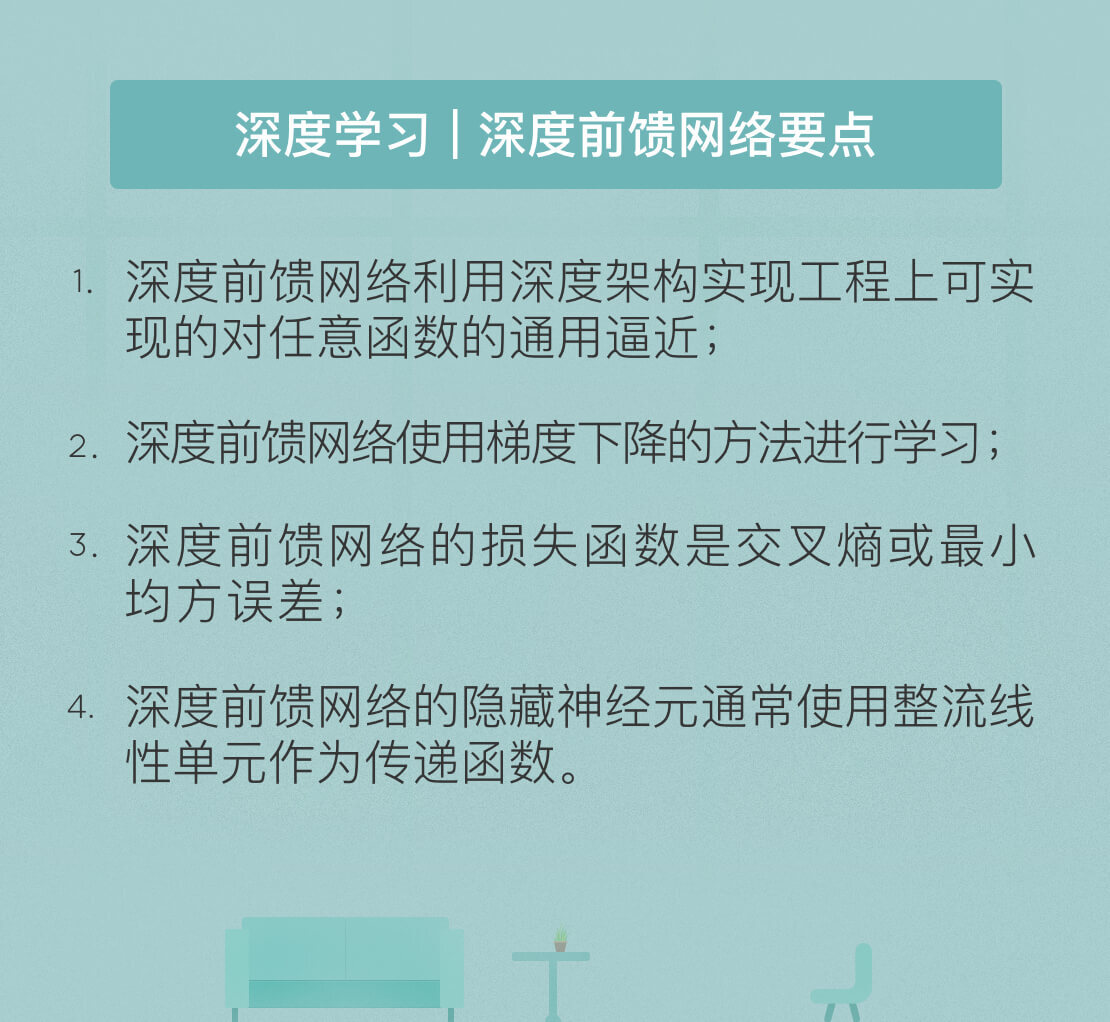 深度学习｜深度前馈网络要点
1. 深度前馈网络利用深度架构实现工程上可实
现的对任意函数的通用逼近；
2. 深度前馈网络使用梯度下降的方法进行学习；
3. 深度前馈网络的损失函数是交叉熵或最小
均方误差；
4. 深度前馈网络的隐藏神经元通常使用整流线
性单元作为传递函数。